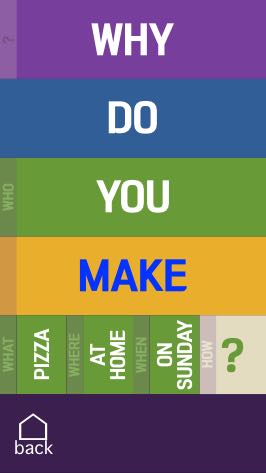 ?
WHY
DO
WHO
YOU
MAKE
WHAT
PIZZA
WHERE
AT
HOME
WHEN
ON
SUNDAY
HOW
?
back